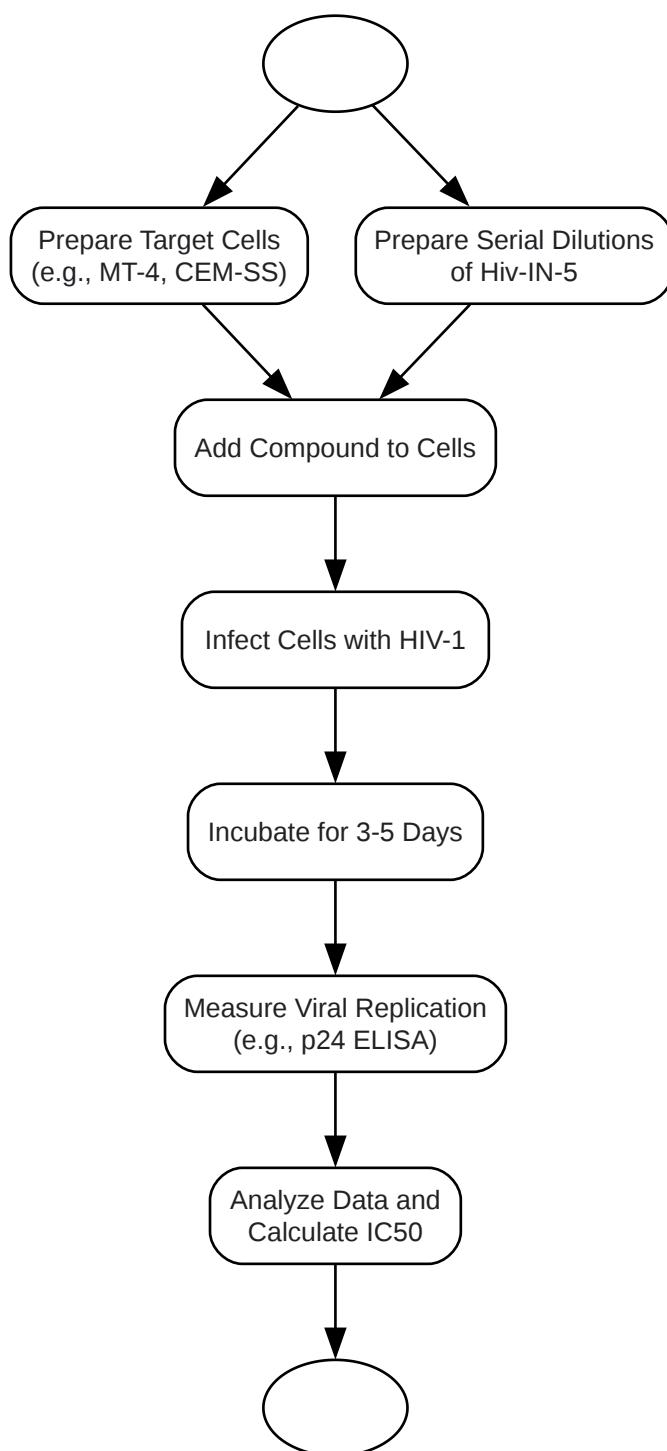 Prepare Target Cells
(e.g., MT-4, CEM-SS)
Prepare Serial Dilutions
of Hiv-IN-5
Add Compound to Cells
Infect Cells with HIV-1
Incubate for 3-5 Days
Measure Viral Replication
(e.g., p24 ELISA)
Analyze Data and
Calculate IC50